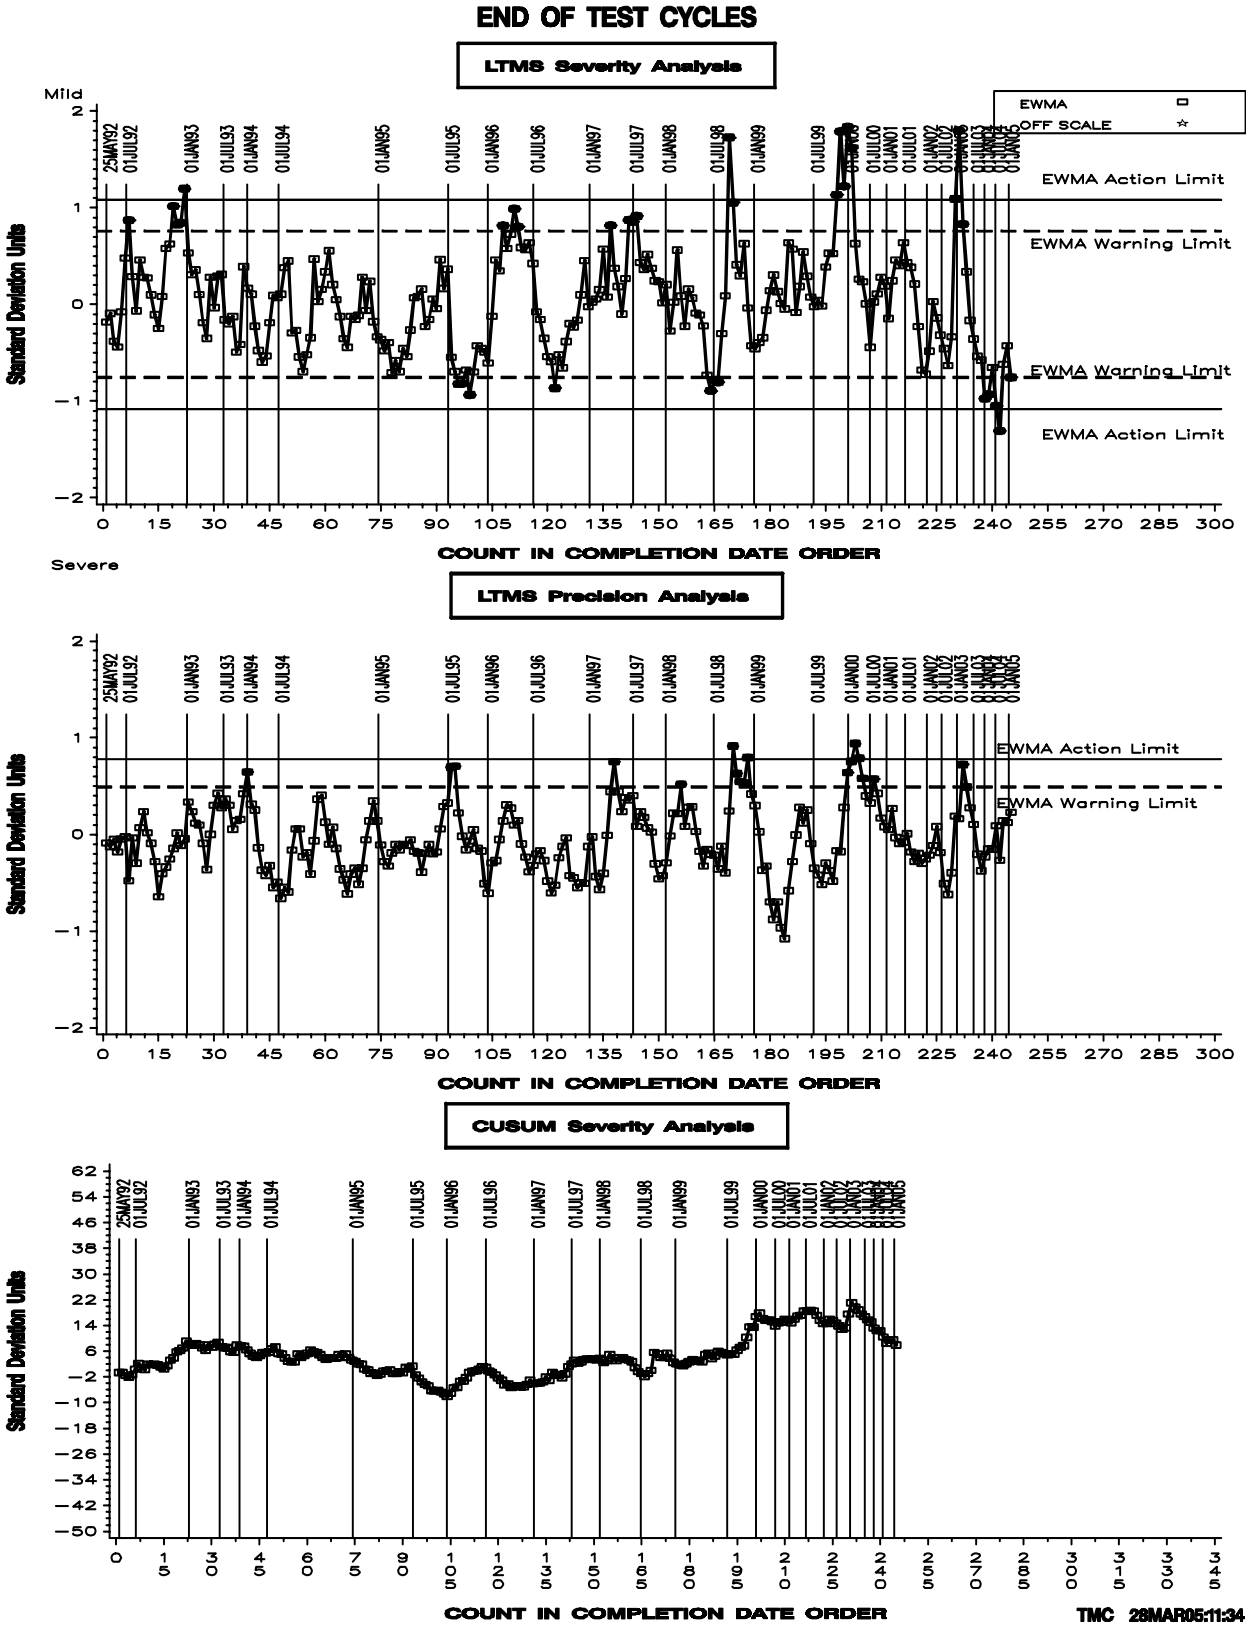 END OF TEST CYCLES
LTMS Severity Analysis
Mild
EWMA
OFF SCALE
2
1
0
−1
−2
Standard Deviation Units
25MAY92 01JUL92 01JAN93 01JUL93 01JAN94 01JUL94 01JAN95 01JUL95 01JAN96 01JUL96 01JAN97 01JUL97 01JAN98 01JUL98 01JAN99 01JUL99 01JUL00 01JAN01 01JUL01 01JAN02 01JUL02 01JUL03 01JAN05
EWMA Action Limit
EWMA Warning Limit
EWMA Warning Limit
EWMA Action Limit
0 15 30 45 60 75 90 105 120 135 150 165 180 195 210 225 240 255 270 285 300
COUNT IN COMPLETION DATE ORDER
Severe
LTMS Precision Analysis
2
1
0
−1
−2
Standard Deviation Units
25MAY92 01JUL92 01JAN93 01JUL93 01JAN94 01JUL94 01JAN95 01JUL95 01JAN96 01JUL96 01JAN97 01JUL97 01JAN98 01JUL98 01JAN99 01JUL99 01JAN00 01JUL00 01JAN01 01JUL01 01JAN02 01JUL02 01JAN03 01JUL03 01JAN05
EWMA Action Limit
EWMA Warning Limit
0 15 30 45 60 75 90 105 120 135 150 165 180 195 210 225 240 255 270 285 300
COUNT IN COMPLETION DATE ORDER
CUSUM Severity Analysis
62
54
46
38
30
22
14
6
−2
−10
−18
−26
−34
−42
−50
Standard Deviation Units
25MAY92 01JUL92 01JAN93 01JUL93 01JAN94 01JUL94 01JAN95 01JUL95 01JAN96 01JUL96 01JAN97 01JUL97 01JAN98 01JUL98 01JAN99 01JUL99 01JAN00 01JUL00 01JAN01 01JUL01 01JAN02 01JUL02 01JAN03 01JUL03 01JAN05
0 15 30 45 60 75 90 105 120 135 150 165 180 195 210 225 240 255 270 285 300 315 330 345
COUNT IN COMPLETION DATE ORDER
TMC 28MAR05:11:34